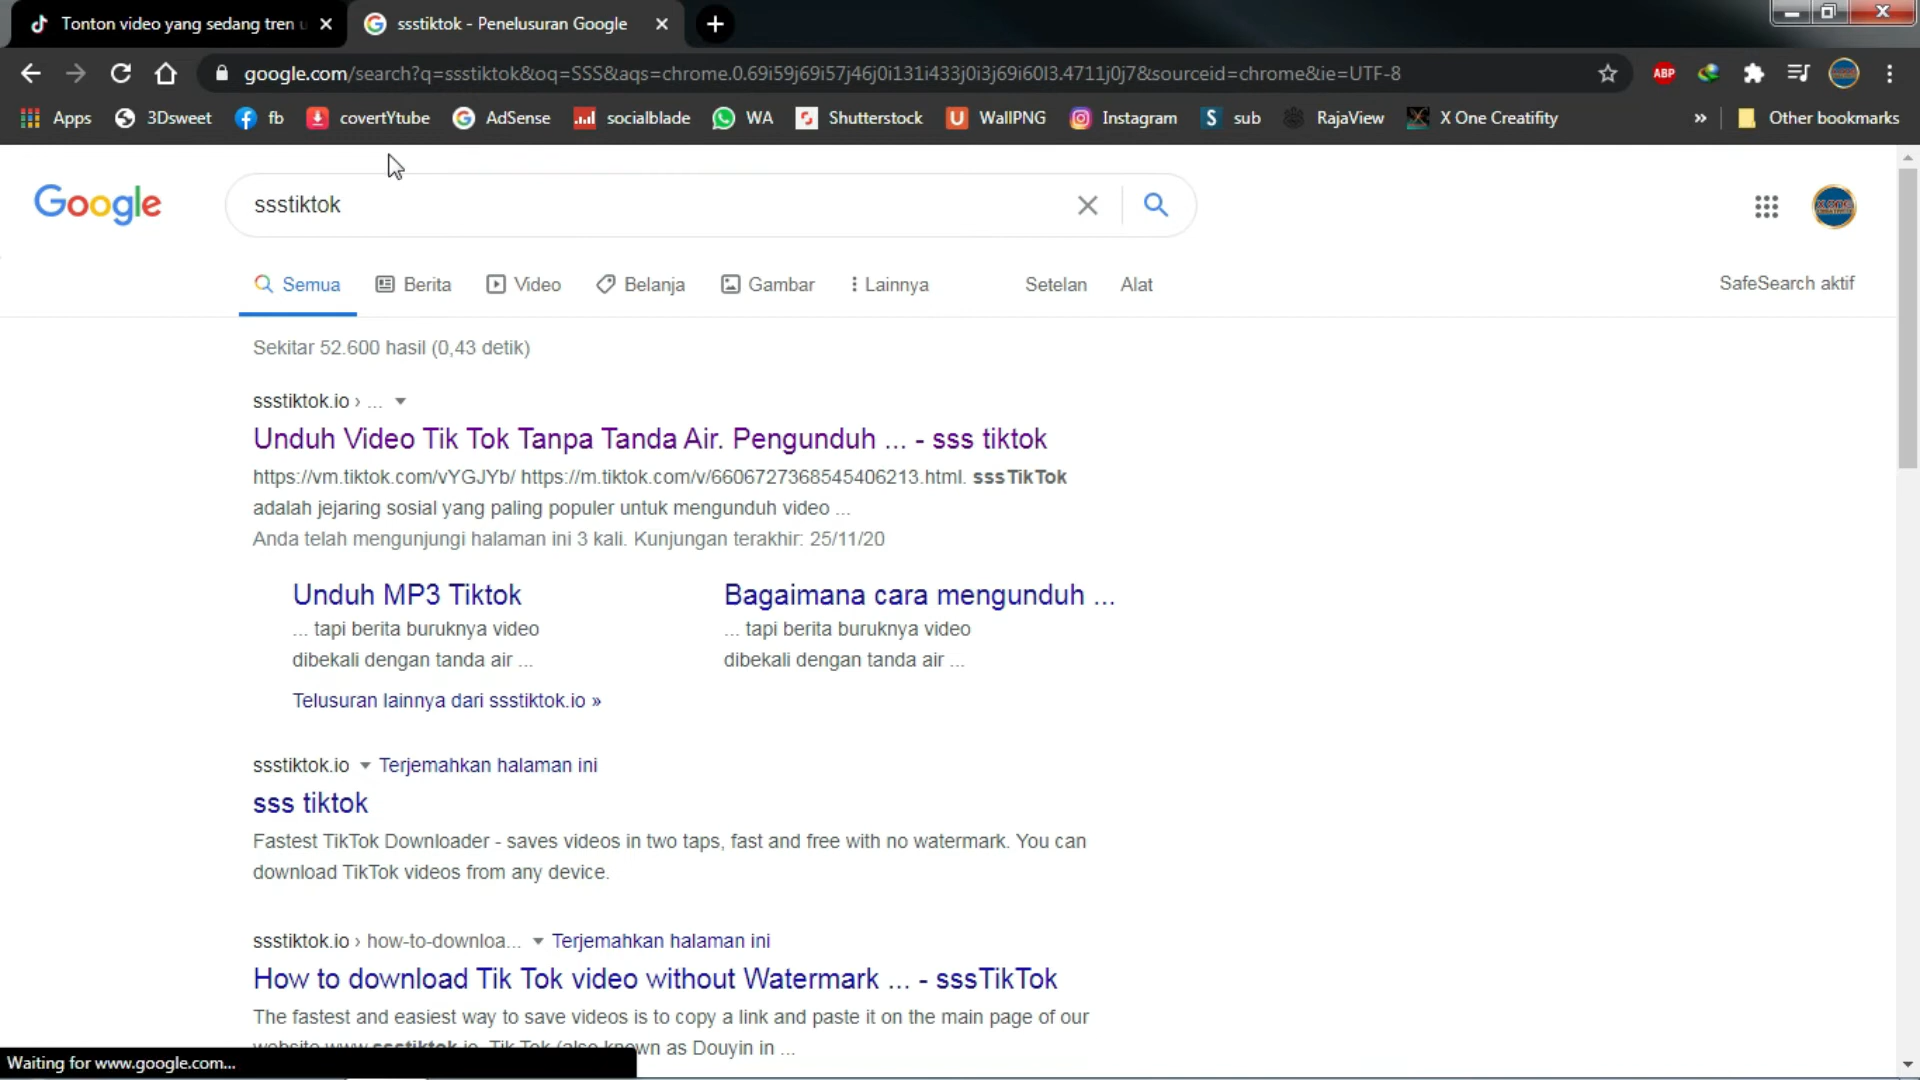 Tonton video yang sedang tren
ssstiktok - Penelusuran Google
google.com/search?q=ssstiktok&oq=SSS&aqs=chrome.0.69i59j69i57j46j0i131i433j0i3j69i60l3.4711j0j7&sourceid=chrome&ie=UTF-8
ABP
Apps 3Dsweet fb covertYtube AdSense socialblade WA Shutterstock WallPNG Instagram sub RajaView X One Creatifity » Other bookmarks
Google
ssstiktok
Semua Berita Video Belanja Gambar Lainnya Setelan Alat SafeSearch aktif
Sekitar 52.600 hasil (0,43 detik)
ssstiktok.io › ...
Unduh Video Tik Tok Tanpa Tanda Air. Pengunduh ... - sss tiktok
https://vm.tiktok.com/vYGJYb/ https://m.tiktok.com/v/6606727368545406213.html. sssTikTok
adalah jejaring sosial yang paling populer untuk mengunduh video ...
Anda telah mengunjungi halaman ini 3 kali. Kunjungan terakhir: 25/11/20
Unduh MP3 Tiktok
... tapi berita buruknya video
dibekali dengan tanda air ...
Bagaimana cara mengunduh ...
... tapi berita buruknya video
dibekali dengan tanda air ...
Telusuran lainnya dari ssstiktok.io »
ssstiktok.io Terjemahkan halaman ini
sss tiktok
Fastest TikTok Downloader - saves videos in two taps, fast and free with no watermark. You can
download TikTok videos from any device.
ssstiktok.io › how-to-downloa... Terjemahkan halaman ini
How to download Tik Tok video without Watermark ... - sssTikTok
The fastest and easiest way to save videos is to copy a link and paste it on the main page of our
website www.ssstiktok.io. Tik Tok (also known as Douyin in ...
Waiting for www.google.com...